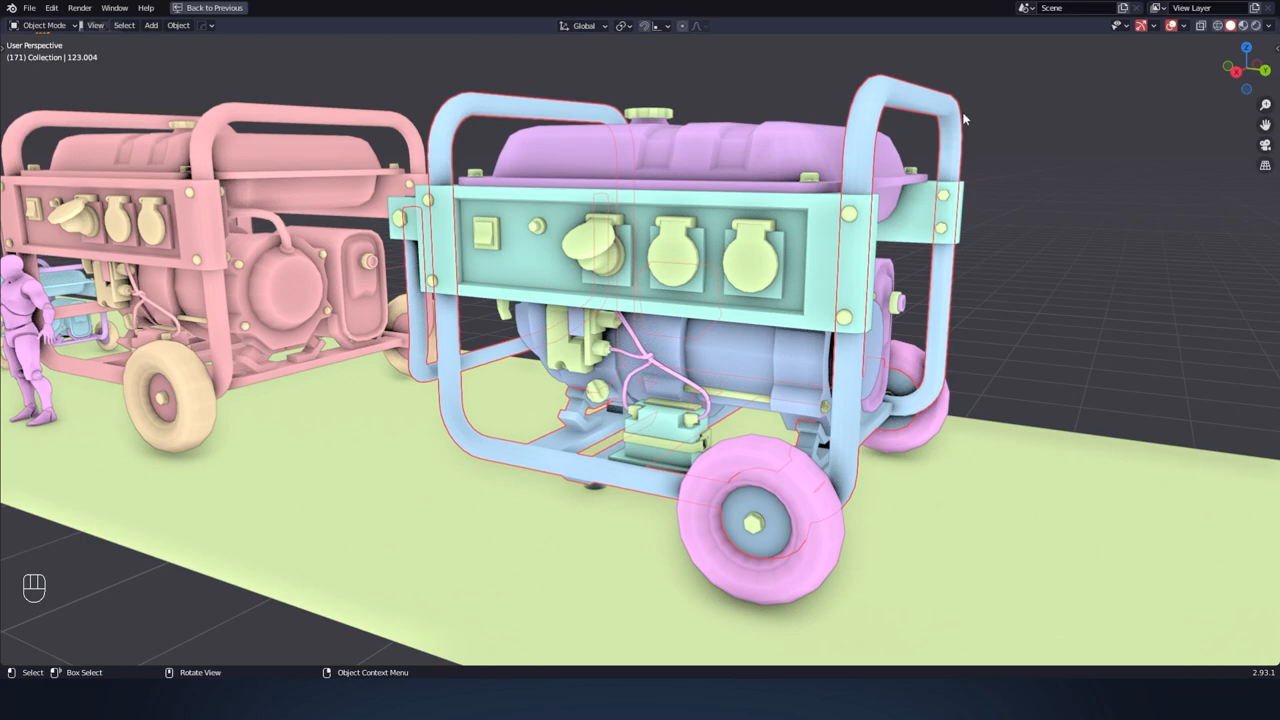 File Edit Render Window Help Back to Previous Scene View Layer
Object Mode View Select Add Object Global
User Perspective
(171) Collection | 123.004
Z
X Y
Select Box Select Rotate View Object Context Menu 2.93.1